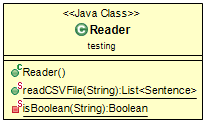 <<Java Class>>
Reader
testing
Reader()
readCSVFile(String):List<Sentence>
isBoolean(String):Boolean